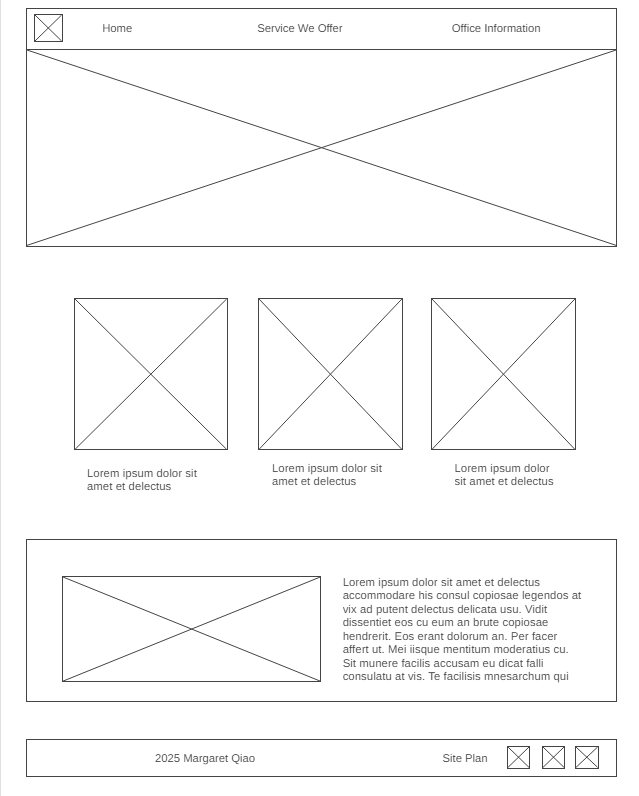 Home
Service We Offer
Office Information
Lorem ipsum dolor sit
amet et delectus
Lorem ipsum dolor sit
amet et delectus
Lorem ipsum dolor
sit amet et delectus
Lorem ipsum dolor sit amet et delectus
accommodare his consul copiosae legendos at
vix ad putent delectus delicata usu. Vidit
dissentiet eos cu eum an brute copiosae
hendrerit. Eos erant dolorum an. Per facer
affert ut. Mei iisque mentitum moderatius cu.
Sit munere facilis accusam eu dicat falli
consulatu at vis. Te facilisis mnesarchum qui
2025 Margaret Qiao
Site Plan